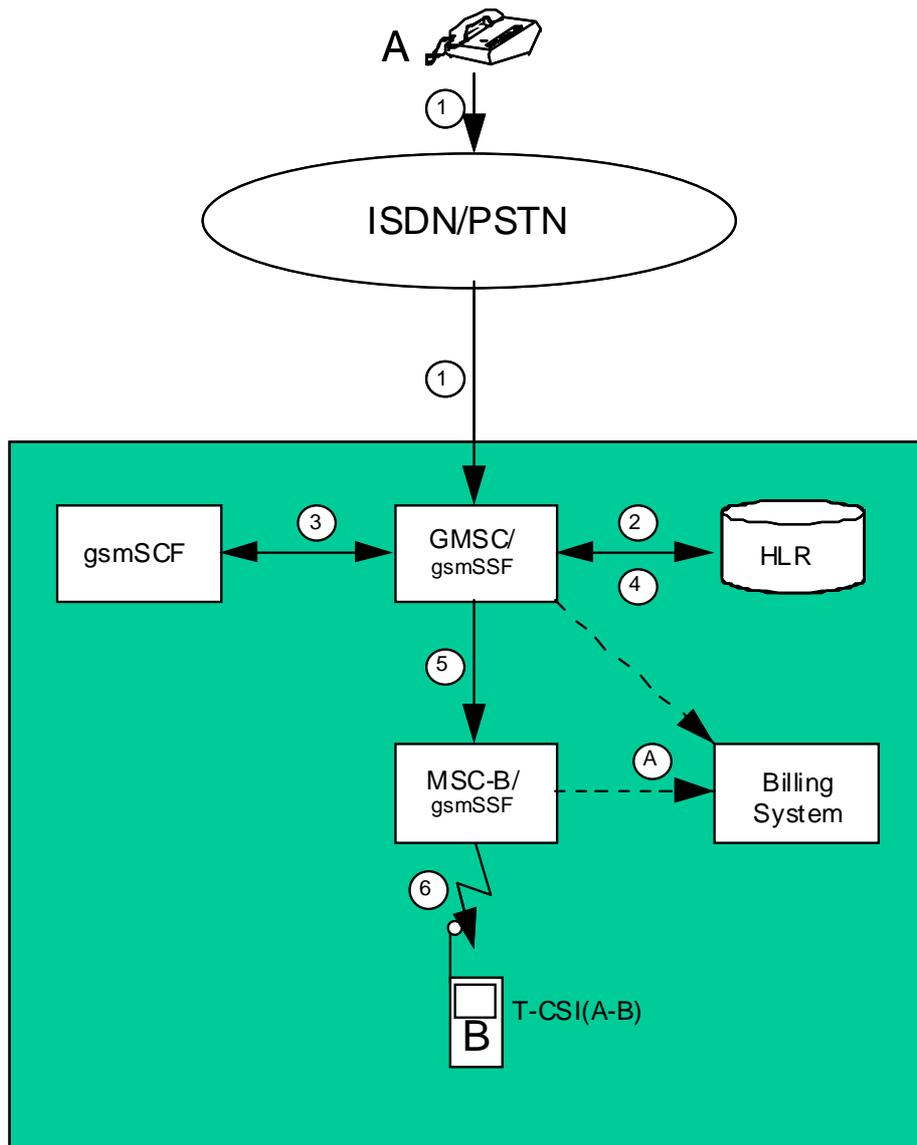 A
1
ISDN/PSTN
1
gsmSCF
3
GMSC/
gsmSSF
2
4
HLR
5
MSC-B/
gsmSSF
A
Billing
System
6
B
T-CSI(A-B)